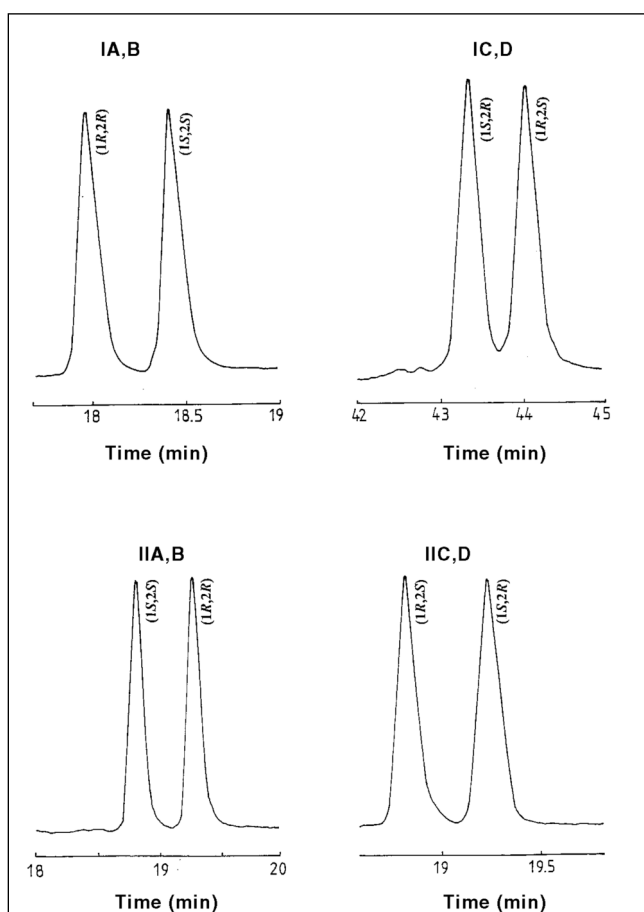 IA,B
(1R,2R)
(1S,2S)
18 18.5 19
Time (min)
IC,D
(1S,2R)
(1R,2S)
42 43 44 45
Time (min)
IIA,B
(1S,2S)
(1R,2R)
18 19 20
Time (min)
IIC,D
(1R,2S)
(1S,2R)
19 19.5
Time (min)